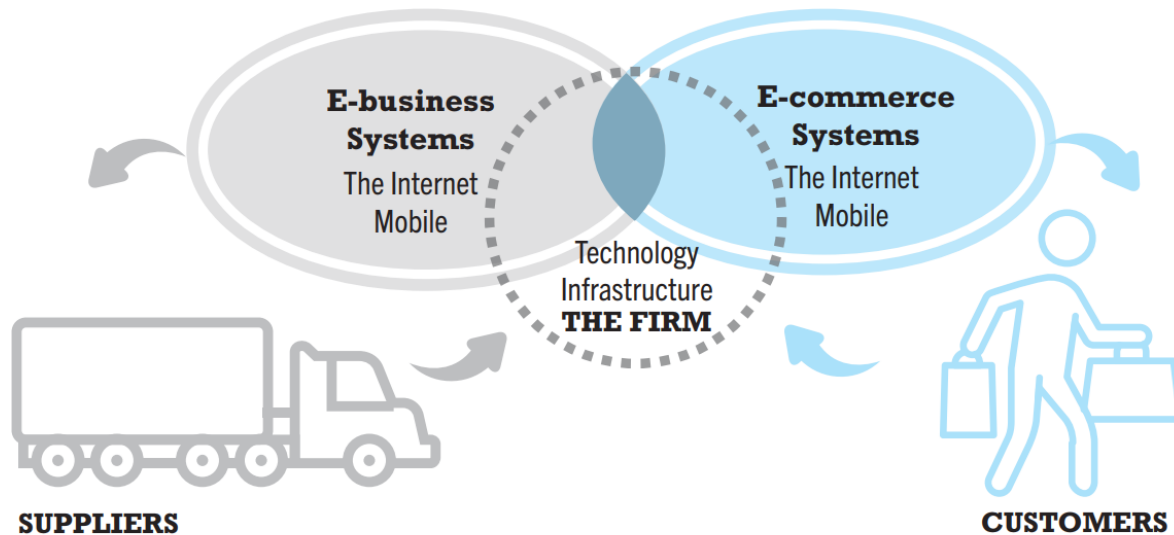 E-business
Systems
The Internet
Mobile
E-commerce
Systems
The Internet
Mobile
Technology
Infrastructure
THE FIRM
SUPPLIERS
CUSTOMERS